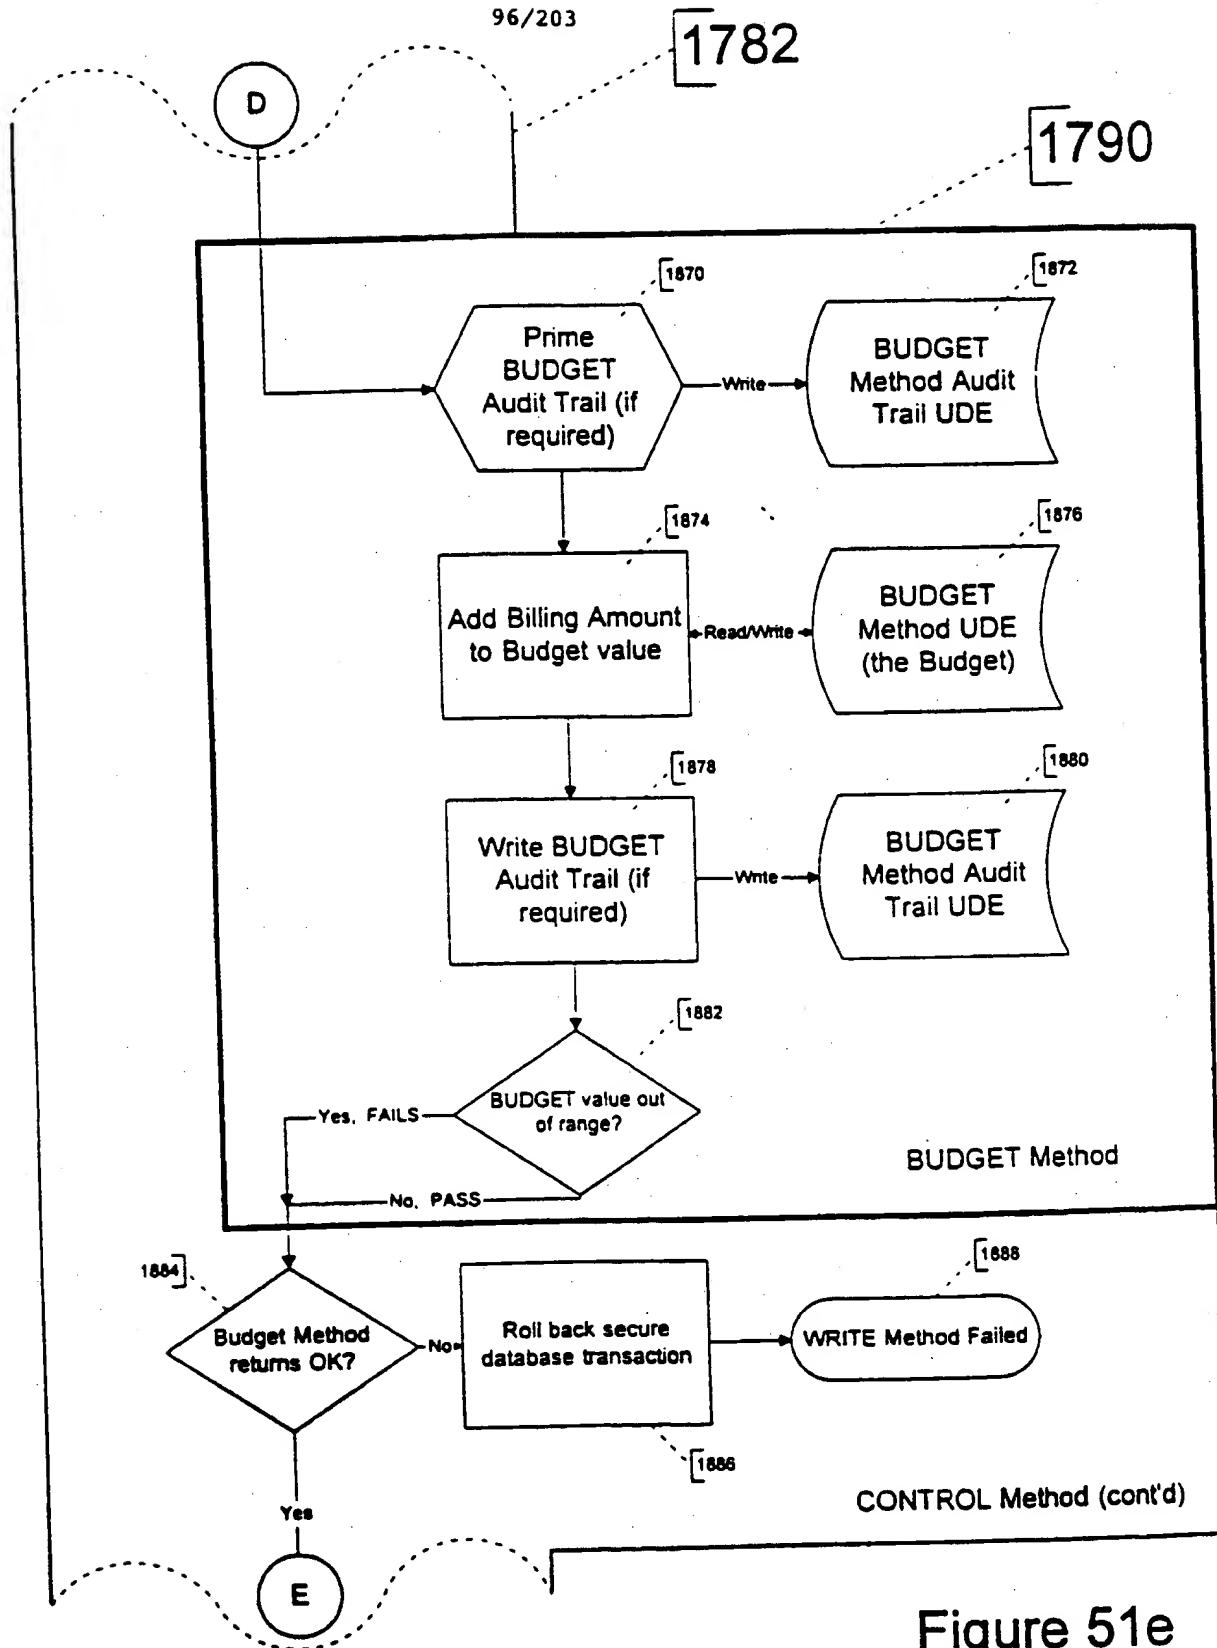 96/203
1782
D
1790
1870
1872
Prime
BUDGET
Audit Trail (if
required)
Write
BUDGET
Method Audit
Trail UDE
1874
1876
Add Billing Amount
to Budget value
Read/Write
BUDGET
Method UDE
(the Budget)
1878
1880
Write BUDGET
Audit Trail (if
required)
Write
BUDGET
Method Audit
Trail UDE
1882
BUDGET value out
of range?
Yes, FAILS
No, PASS
BUDGET Method
1884
1888
Budget Method
returns OK?
No
Roll back secure
database transaction
WRITE Method Failed
1886
Yes
CONTROL Method (cont'd)
E
Figure 51e